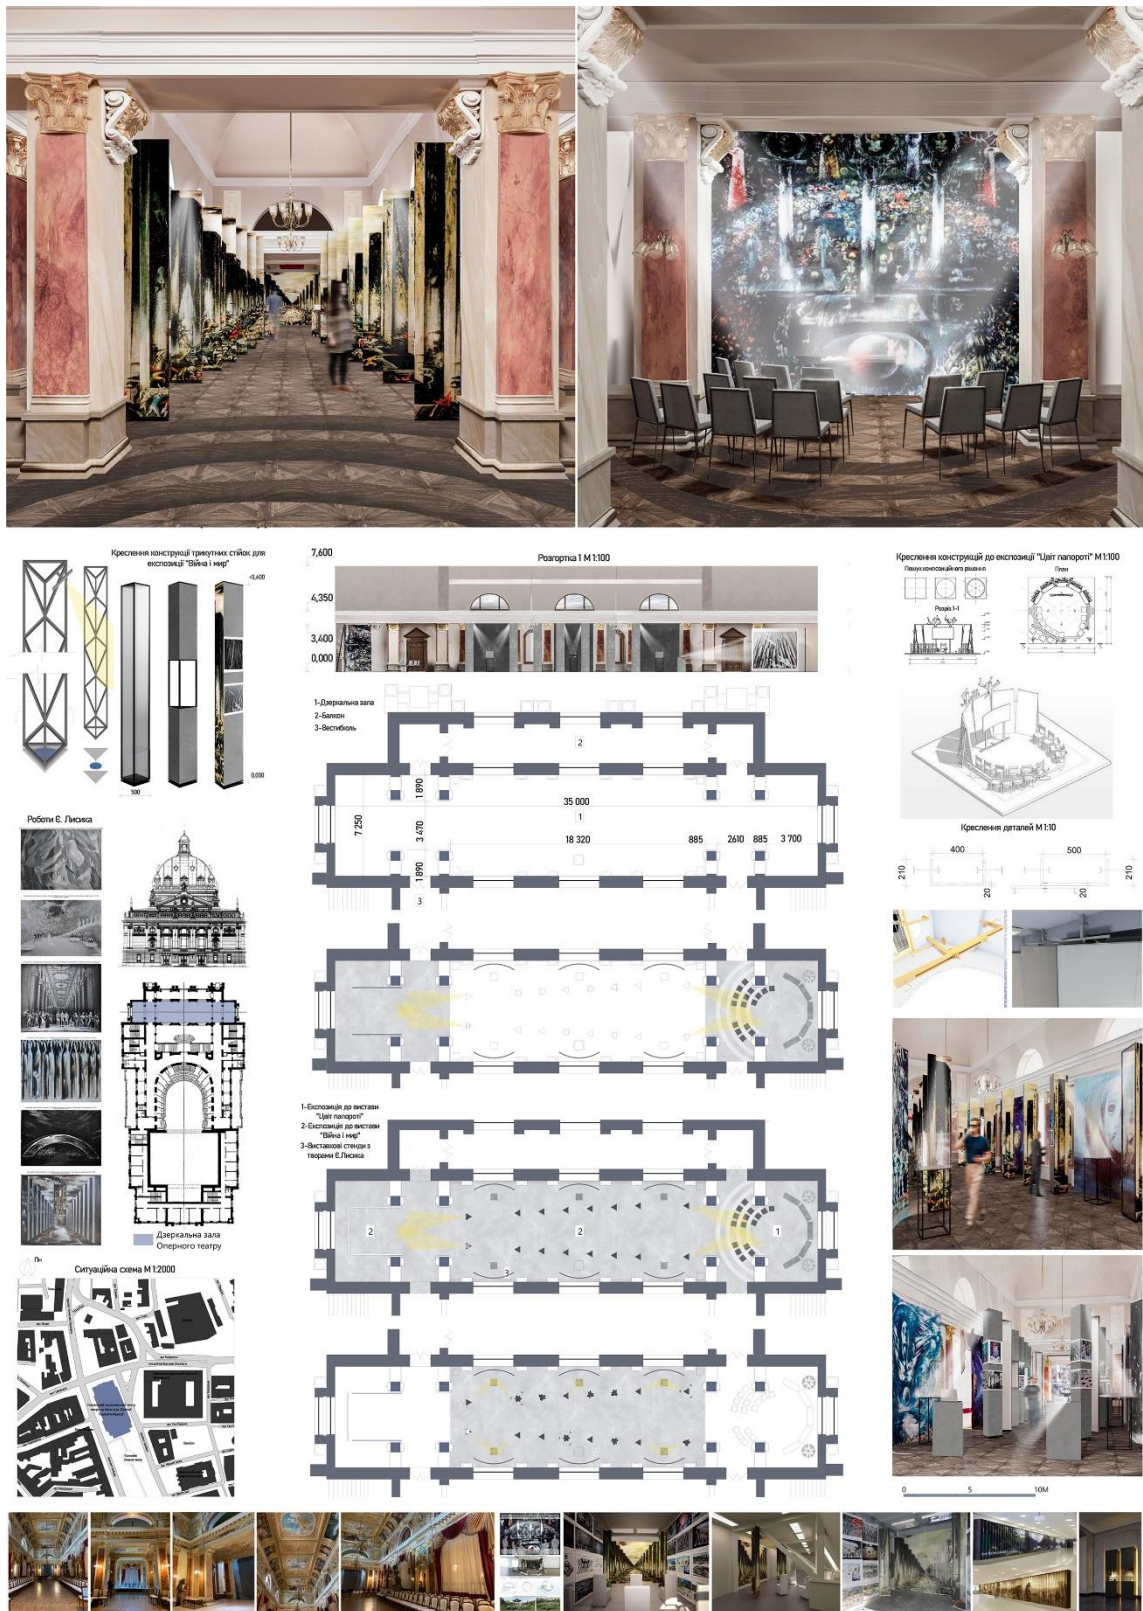 Креслення конструкції трикутних стійок для
експозиції "Війна і мир"
+3,400
0,000
500
Розгортка 1 М 1:100
7,600
4,350
3,400
0,000
Креслення конструкцій до експозиції "Цвіт папороті" М 1:100
Пошук композиційного рішення
План
Розріз 1-1
1-Дзеркальна зала
2-Балкон
3-Вестибюль
2
1 890
35 000
1
7 250
3 470
18 320
885
2610
885
3 700
1 890
3
Креслення деталей М 1:10
400
500
210
20
20
210
Роботи Є. Лисика
Дзеркальна зала
Оперного театру
1-Експозиція до вистави
"Цвіт папороті"
2-Експозиція до вистави
"Війна і мир"
3-Виставкові стенди з
творами Є.Лисика
2
2
1
3
Пн
Ситуаційна схема М 1:2000
0
5
10М